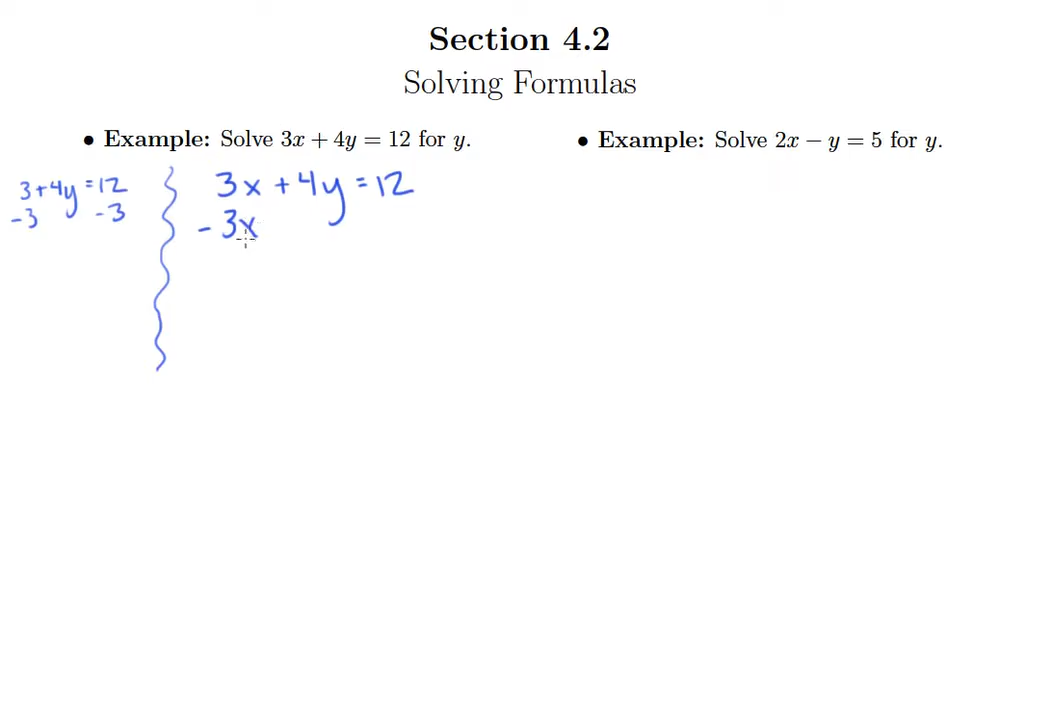 Section 4.2
Solving Formulas
• Example: Solve 3x + 4y = 12 for y.
3+4y=12
-3 -3
3x+4y=12
-3x
• Example: Solve 2x − y = 5 for y.